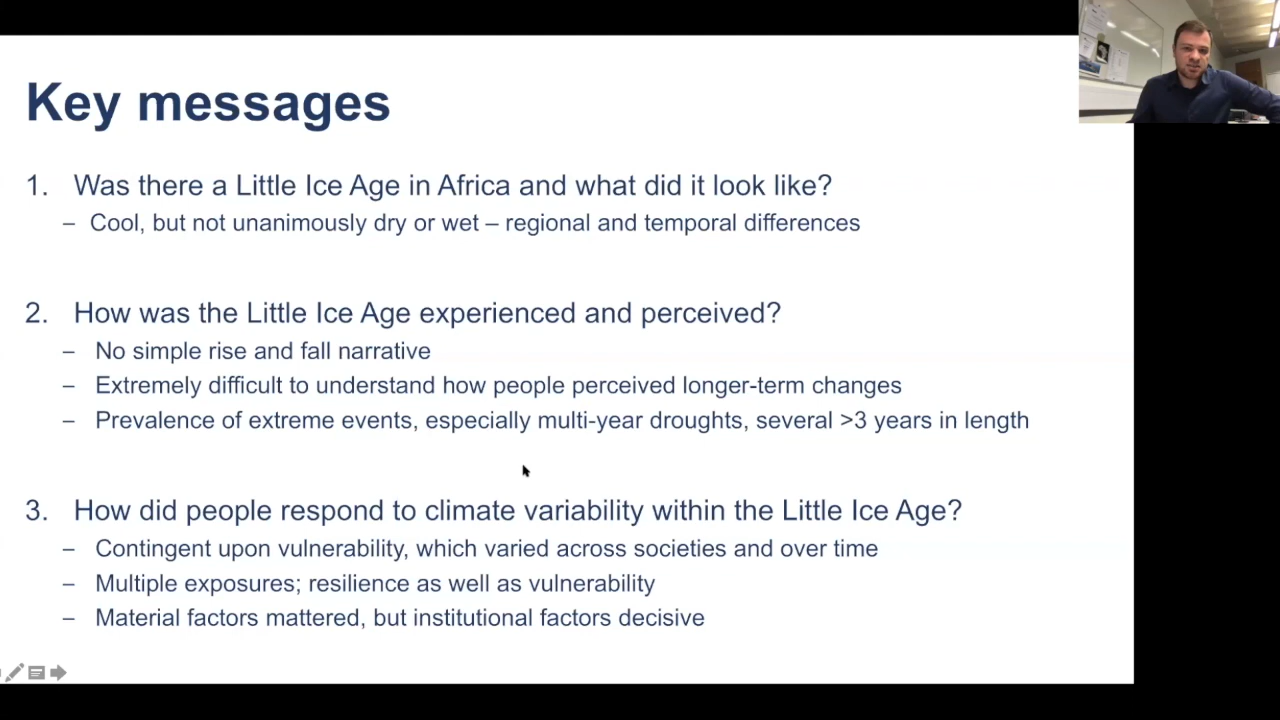 Key messages
1. Was there a Little Ice Age in Africa and what did it look like?
– Cool, but not unanimously dry or wet – regional and temporal differences
2. How was the Little Ice Age experienced and perceived?
– No simple rise and fall narrative
– Extremely difficult to understand how people perceived longer-term changes
– Prevalence of extreme events, especially multi-year droughts, several >3 years in length
3. How did people respond to climate variability within the Little Ice Age?
– Contingent upon vulnerability, which varied across societies and over time
– Multiple exposures; resilience as well as vulnerability
– Material factors mattered, but institutional factors decisive